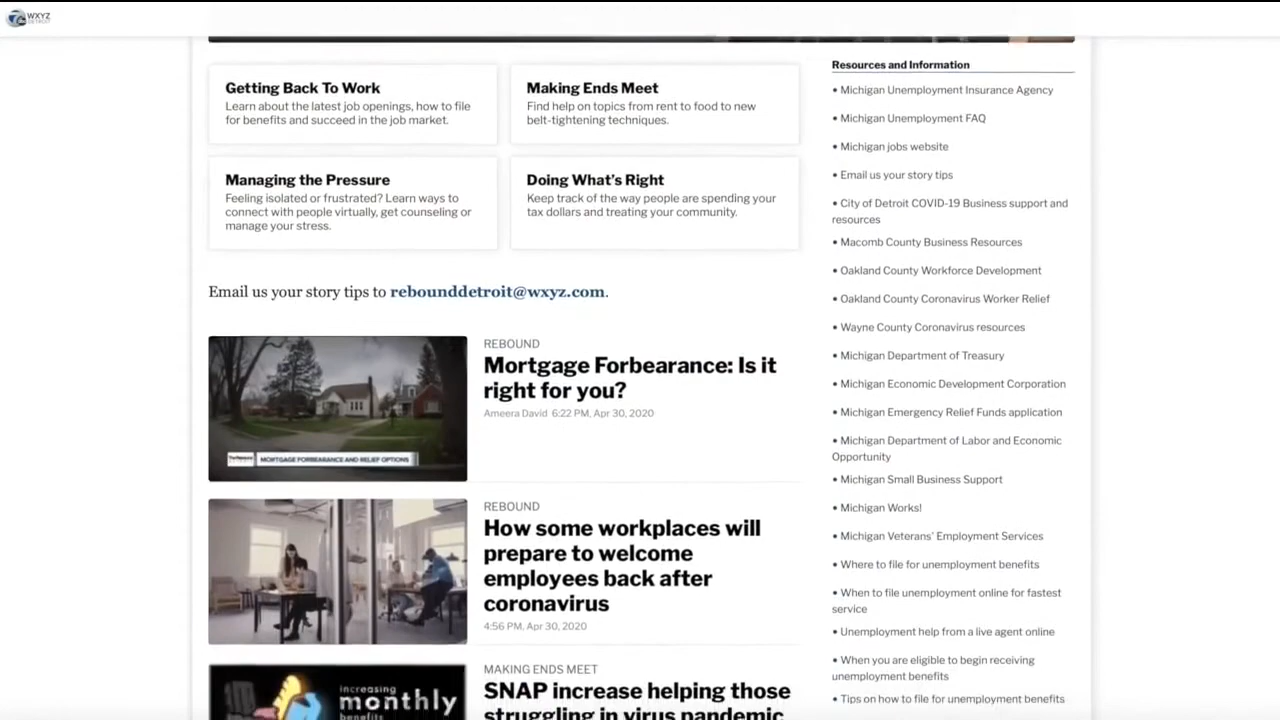 WXYZ
DETROIT
Getting Back To Work
Learn about the latest job openings, how to file
for benefits and succeed in the job market.
Making Ends Meet
Find help on topics from rent to food to new
belt-tightening techniques.
Managing the Pressure
Feeling isolated or frustrated? Learn ways to
connect with people virtually, get counseling or
manage your stress.
Doing What's Right
Keep track of the way people are spending your
tax dollars and treating your community.
Email us your story tips to rebounddetroit@wxyz.com.
MORTGAGE FORBEARANCE AND RELIEF OPTIONS
REBOUND
Mortgage Forbearance: Is it
right for you?
Ameera David 6:22 PM, Apr 30, 2020
REBOUND
How some workplaces will
prepare to welcome
employees back after
coronavirus
4:56 PM, Apr 30, 2020
increasing
monthly
benefits
MAKING ENDS MEET
SNAP increase helping those
struggling in virus pandemic
Resources and Information
• Michigan Unemployment Insurance Agency
• Michigan Unemployment FAQ
• Michigan jobs website
• Email us your story tips
• City of Detroit COVID-19 Business support and
resources
• Macomb County Business Resources
• Oakland County Workforce Development
• Oakland County Coronavirus Worker Relief
• Wayne County Coronavirus resources
• Michigan Department of Treasury
• Michigan Economic Development Corporation
• Michigan Emergency Relief Funds application
• Michigan Department of Labor and Economic
Opportunity
• Michigan Small Business Support
• Michigan Works!
• Michigan Veterans' Employment Services
• Where to file for unemployment benefits
• When to file unemployment online for fastest
service
• Unemployment help from a live agent online
• When you are eligible to begin receiving
unemployment benefits
• Tips on how to file for unemployment benefits